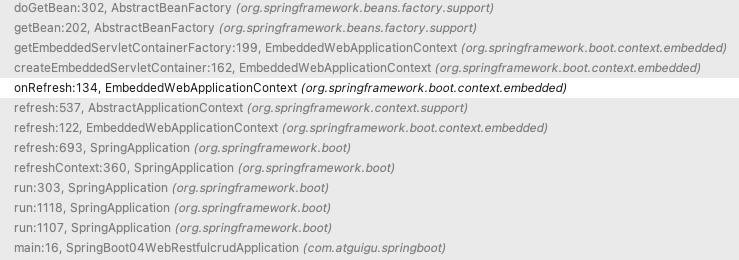 doGetBean:302, AbstractBeanFactory (org.springframework.beans.factory.support)
getBean:202, AbstractBeanFactory (org.springframework.beans.factory.support)
getEmbeddedServletContainerFactory:199, EmbeddedWebApplicationContext (org.springframework.boot.context.embedded)
createEmbeddedServletContainer:162, EmbeddedWebApplicationContext (org.springframework.boot.context.embedded)
onRefresh:134, EmbeddedWebApplicationContext (org.springframework.boot.context.embedded)
refresh:537, AbstractApplicationContext (org.springframework.context.support)
refresh:122, EmbeddedWebApplicationContext (org.springframework.boot.context.embedded)
refresh:693, SpringApplication (org.springframework.boot)
refreshContext:360, SpringApplication (org.springframework.boot)
run:303, SpringApplication (org.springframework.boot)
run:1118, SpringApplication (org.springframework.boot)
run:1107, SpringApplication (org.springframework.boot)
main:16, SpringBoot04WebRestfulcrudApplication (com.atguigu.springboot)